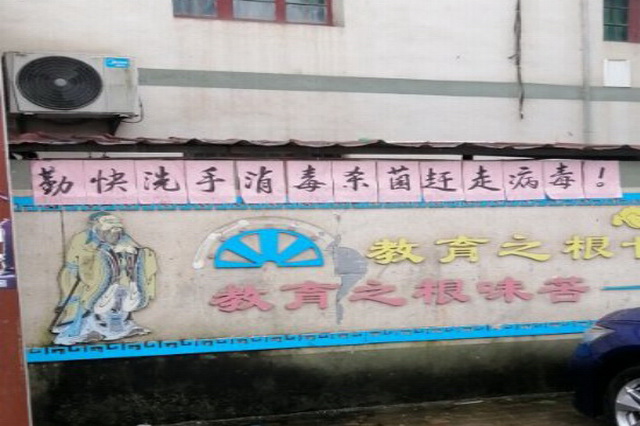 勤快洗手消毒杀菌赶走病毒！
教育之根
教育之根味苦